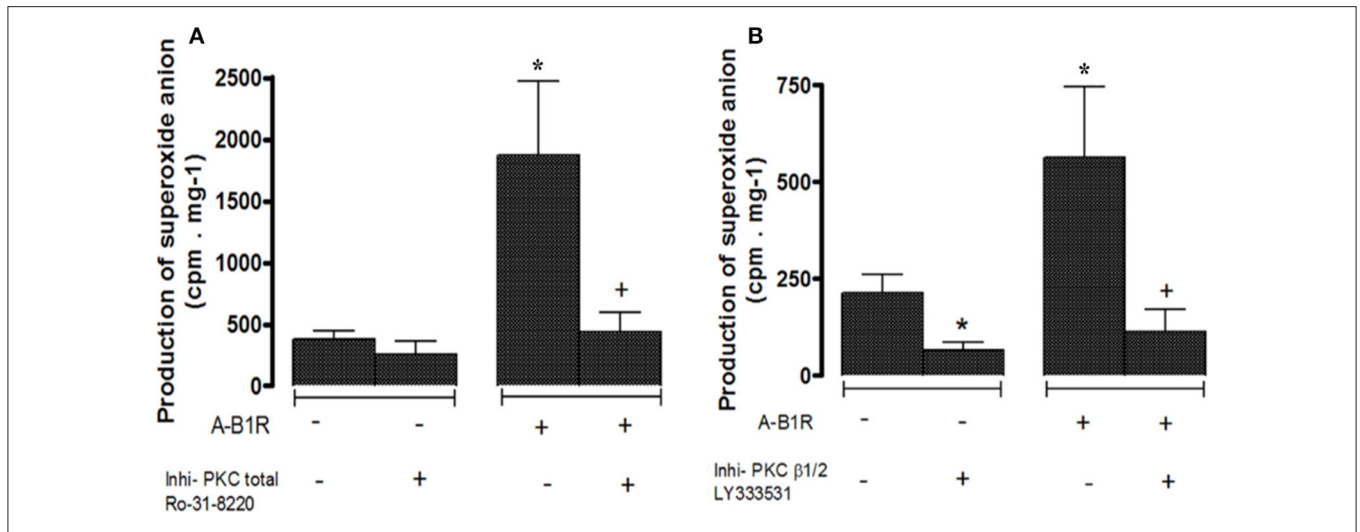 A
Production of superoxide anion
(cpm . mg-1)
2500
2000
1500
1000
500
0
*
+
A-B1R - - + +
Inhi- PKC total
Ro-31-8220
- + - +
B
Production of superoxide anion
(cpm . mg-1)
750
500
250
0
*
*
+
A-B1R - - + +
Inhi- PKC β1/2
LY333531
- + - +